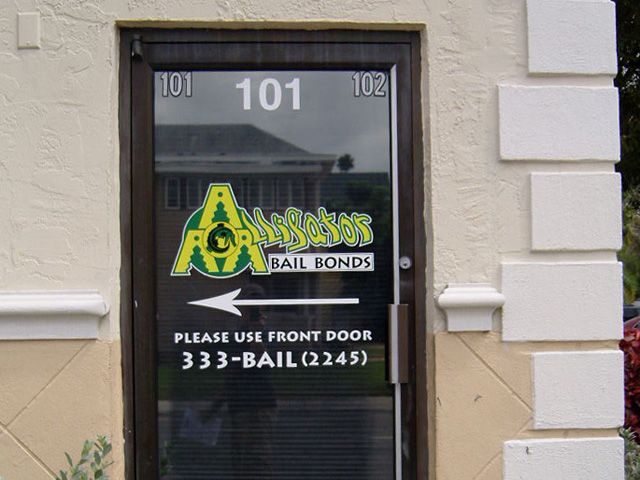 101 101 102
Alligator
BAIL BONDS
PLEASE USE FRONT DOOR
333-BAIL(2245)